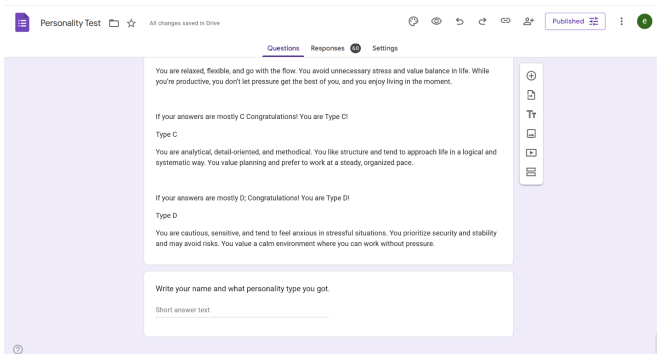 Personality Test
All changes saved in Drive
Published
e
Questions Responses 60 Settings
You are relaxed, flexible, and go with the flow. You avoid unnecessary stress and value balance in life. While
you're productive, you don't let pressure get the best of you, and you enjoy living in the moment.
If your answers are mostly C Congratulations! You are Type C!
Type C
You are analytical, detail-oriented, and methodical. You like structure and tend to approach life in a logical and
systematic way. You value planning and prefer to work at a steady, organized pace.
If your answers are mostly D; Congratulations! You are Type D!
Type D
You are cautious, sensitive, and tend to feel anxious in stressful situations. You prioritize security and stability
and may avoid risks. You value a calm environment where you can work without pressure.
Write your name and what personality type you got.
Short answer text